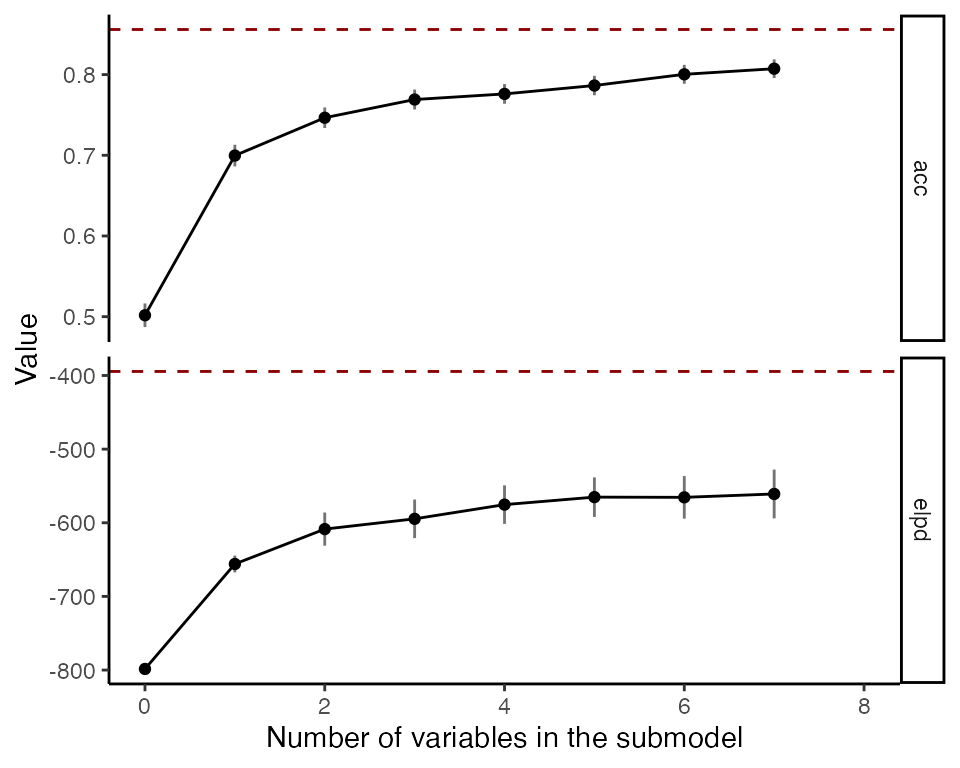 Value
0.8
0.7
0.6
0.5
acc
-400
-500
-600
-700
-800
elpd
0 2 4 6 8
Number of variables in the submodel